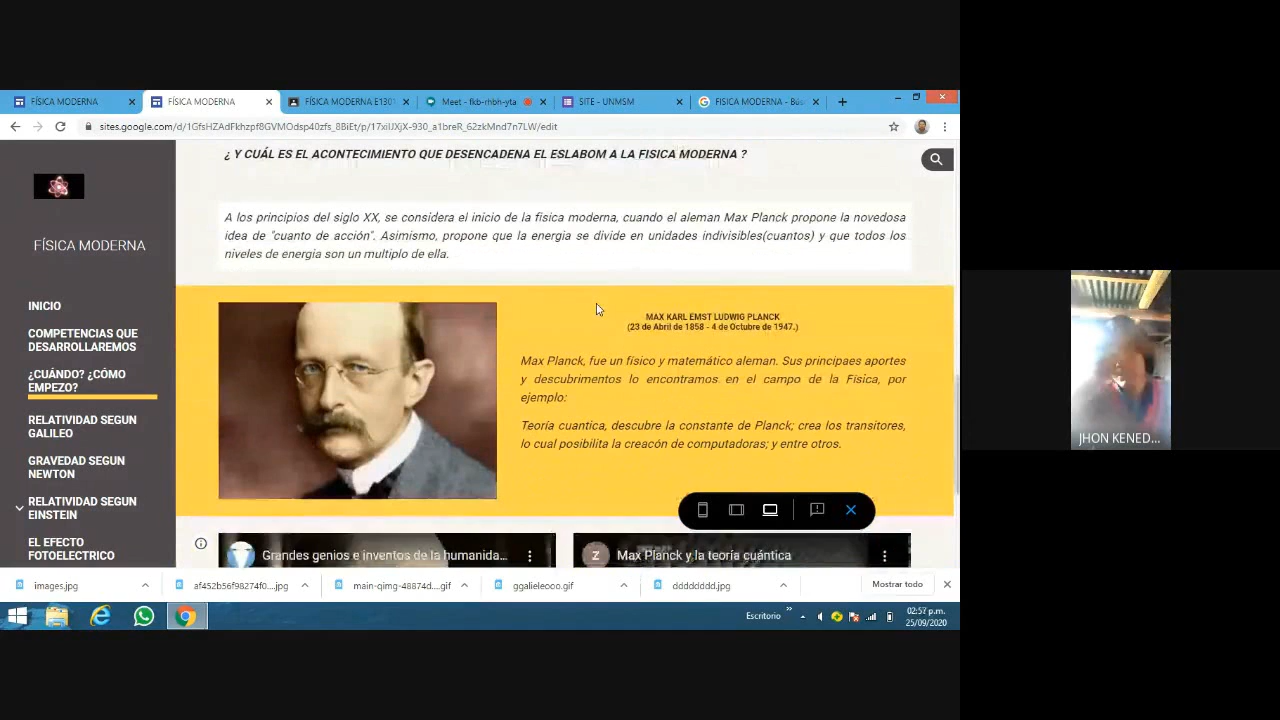 FÍSICA MODERNA
FÍSICA MODERNA
FÍSICA MODERNA E130
Meet - fkb-rhbh-yta
SITE - UNMSM
FISICA MODERNA - Bús
sites.google.com/d/1GfsHZAdFkhzpf8GVMOdsp40zfs_8BiEt/p/17xiIJXjX-930_a1breR_62zkMnd7n7LW/edit
¿ Y CUÁL ES EL ACONTECIMIENTO QUE DESENCADENA EL ESLABOM A LA FISICA MODERNA ?
A los principios del siglo XX, se considera el inicio de la fisica moderna, cuando el aleman Max Planck propone la novedosa
idea de "cuanto de acción". Asimismo, propone que la energia se divide en unidades indivisibles(cuantos) y que todos los
niveles de energia son un multiplo de ella.
FÍSICA MODERNA
INICIO
COMPETENCIAS QUE
DESARROLLAREMOS
¿CUÁNDO? ¿CÓMO
EMPEZO?
RELATIVIDAD SEGUN
GALILEO
GRAVEDAD SEGUN
NEWTON
RELATIVIDAD SEGUN
EINSTEIN
EL EFECTO
FOTOELECTRICO
MAX KARL EMST LUDWIG PLANCK
(23 de Abril de 1858 - 4 de Octubre de 1947.)
Max Planck, fue un físico y matemático aleman. Sus principaes aportes
y descubrimentos lo encontramos en el campo de la Física, por
ejemplo:
Teoría cuantica, descubre la constante de Planck; crea los transitores,
lo cual posibilita la creacón de computadoras; y entre otros.
Grandes genios e inventos de la humanida...
Z
Max Planck y la teoría cuántica
images.jpg
af452b56f98274f0....jpg
main-qimg-48874d....gif
ggalieleooo.gif
dddddddd.jpg
Mostrar todo
Escritorio
»
02:57 p.m.
25/09/2020
JHON KENED...